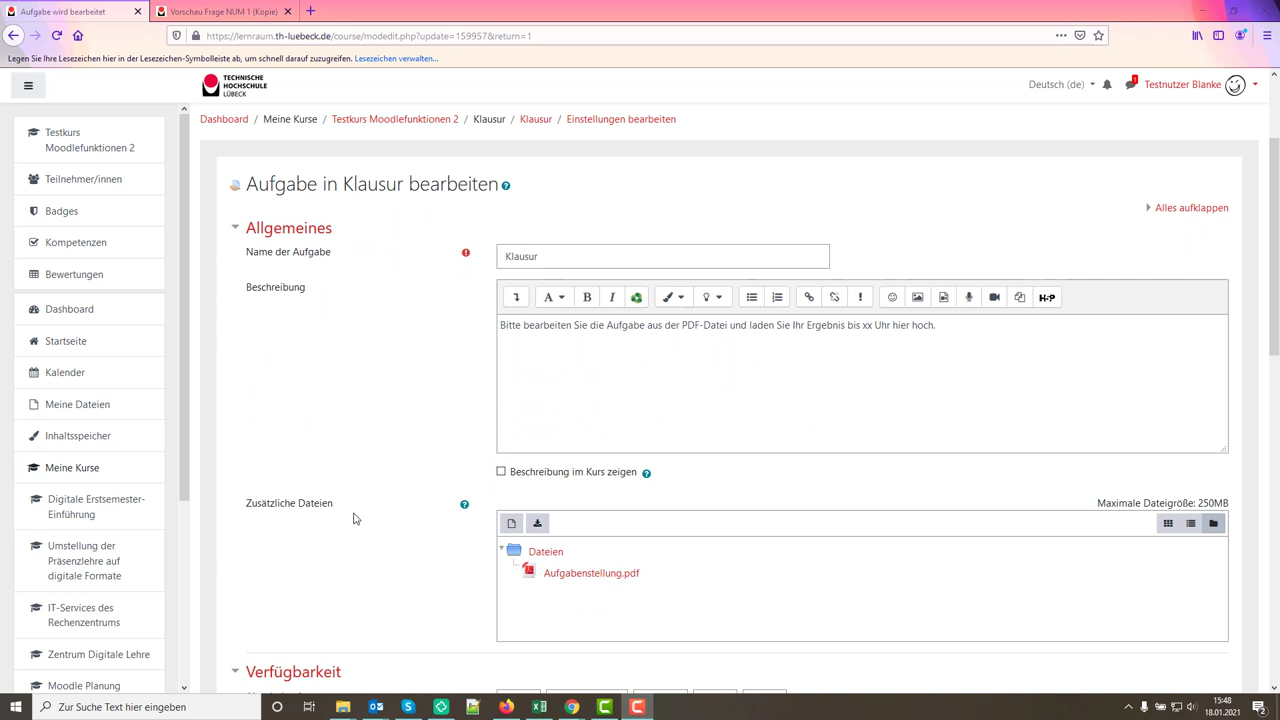 Aufgabe wird bearbeitet
Vorschau Frage NUM 1 (Kopie)
https://lernraum.th-luebeck.de/course/modedit.php?update=159957&return=1
Legen Sie Ihre Lesezeichen hier in der Lesezeichen-Symbolleiste ab, um schnell darauf zuzugreifen. Lesezeichen verwalten...
TECHNISCHE
HOCHSCHULE
LÜBECK
Deutsch (de)
1
Testnutzer Blanke
Dashboard / Meine Kurse / Testkurs Moodlefunktionen 2 / Klausur / Klausur / Einstellungen bearbeiten
Testkurs
Moodlefunktionen 2
Teilnehmer/innen
Badges
Kompetenzen
Bewertungen
Dashboard
Startseite
Kalender
Meine Dateien
Inhaltsspeicher
Meine Kurse
Digitale Erstsemester-
Einführung
Umstellung der
Präsenzlehre auf
digitale Formate
IT-Services des
Rechenzentrums
Zentrum Digitale Lehre
Moodle Planung
Aufgabe in Klausur bearbeiten
Alles aufklappen
Allgemeines
Name der Aufgabe
Klausur
Beschreibung
A B I H-P
Bitte bearbeiten Sie die Aufgabe aus der PDF-Datei und laden Sie Ihr Ergebnis bis xx Uhr hier hoch.
Beschreibung im Kurs zeigen
Zusätzliche Dateien
Maximale Dateigröße: 250MB
Dateien
Aufgabenstellung.pdf
Verfügbarkeit
Zur Suche Text hier eingeben
15:48
18.01.2021
2